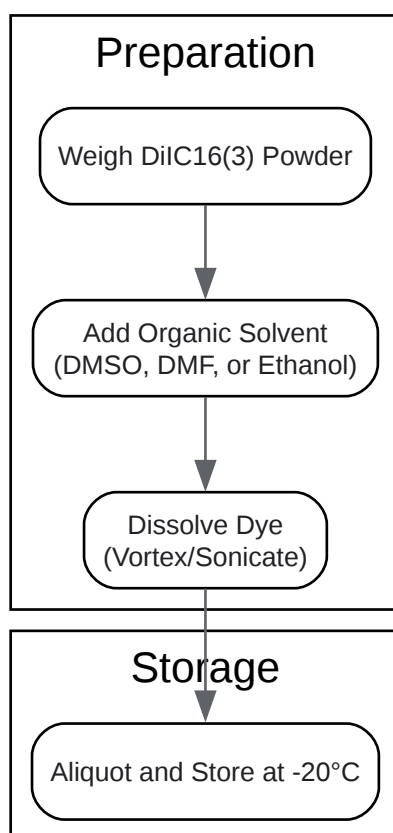 Preparation
Weigh DiIC16(3) Powder
Add Organic Solvent
(DMSO, DMF, or Ethanol)
Dissolve Dye
(Vortex/Sonicate)
Storage
Aliquot and Store at -20°C